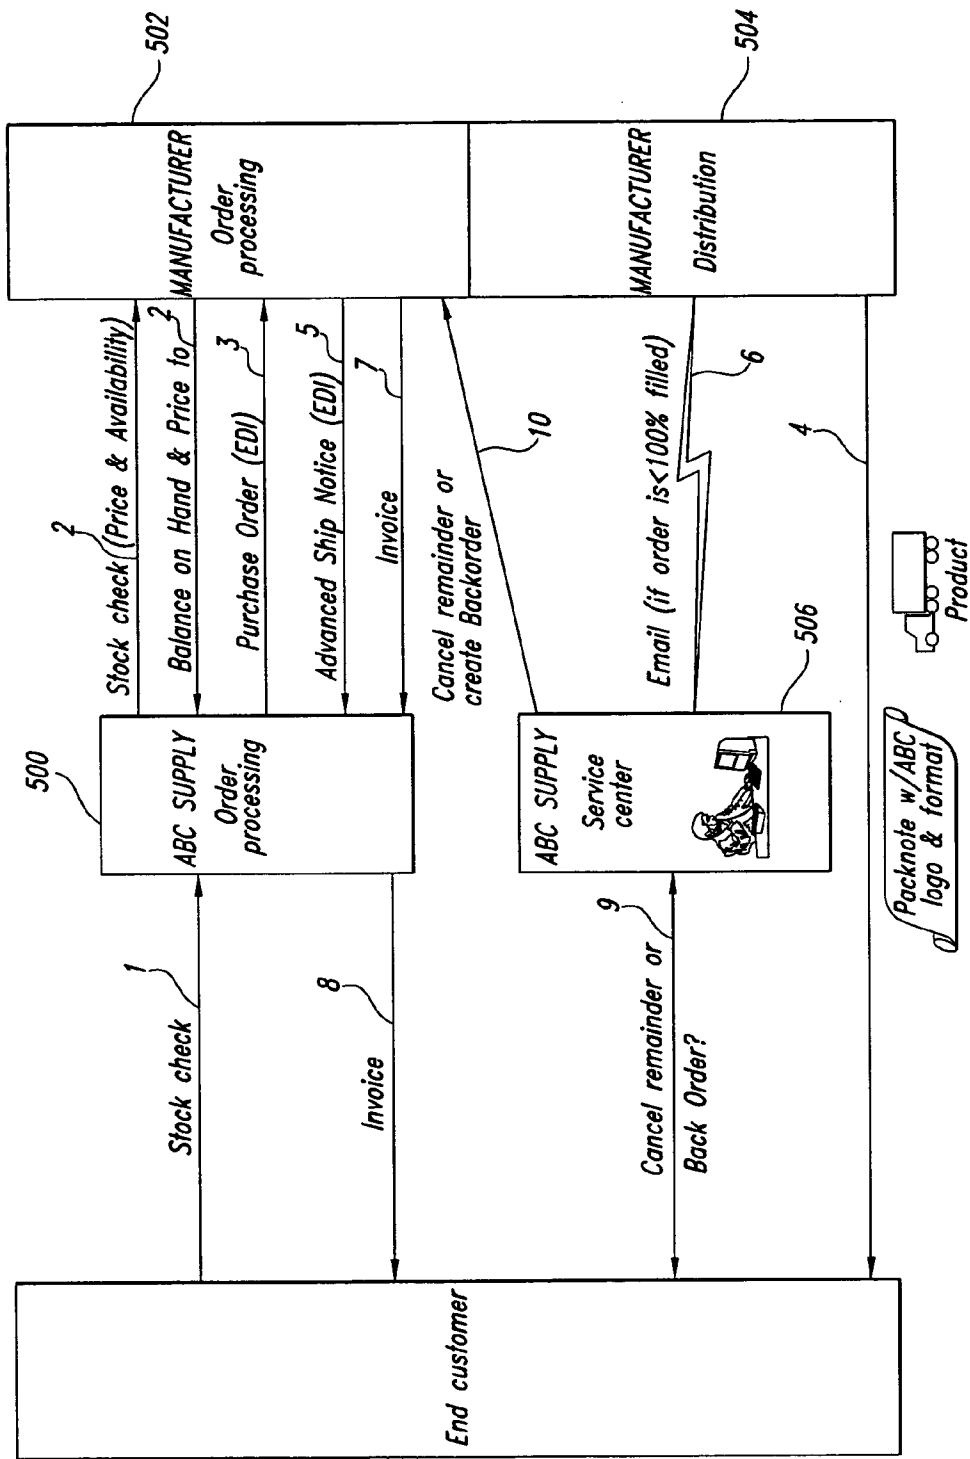 End customer
Stock check
1
Invoice
8
Cancel remainder or
Back Order?
9
500
ABC SUPPLY
Order
processing
ABC SUPPLY
Service
center
506
Stock check (Price & Availability)
2
Balance on Hand & Price to
2
Purchase Order (EDI)
3
Advanced Ship Notice (EDI)
5
Invoice
7
Cancel remainder or
create Backorder
10
Email (if order is<100% filled)
6
4
Packnote w/ABC
logo & format
Product
502
MANUFACTURER
Order
processing
504
MANUFACTURER
Distribution